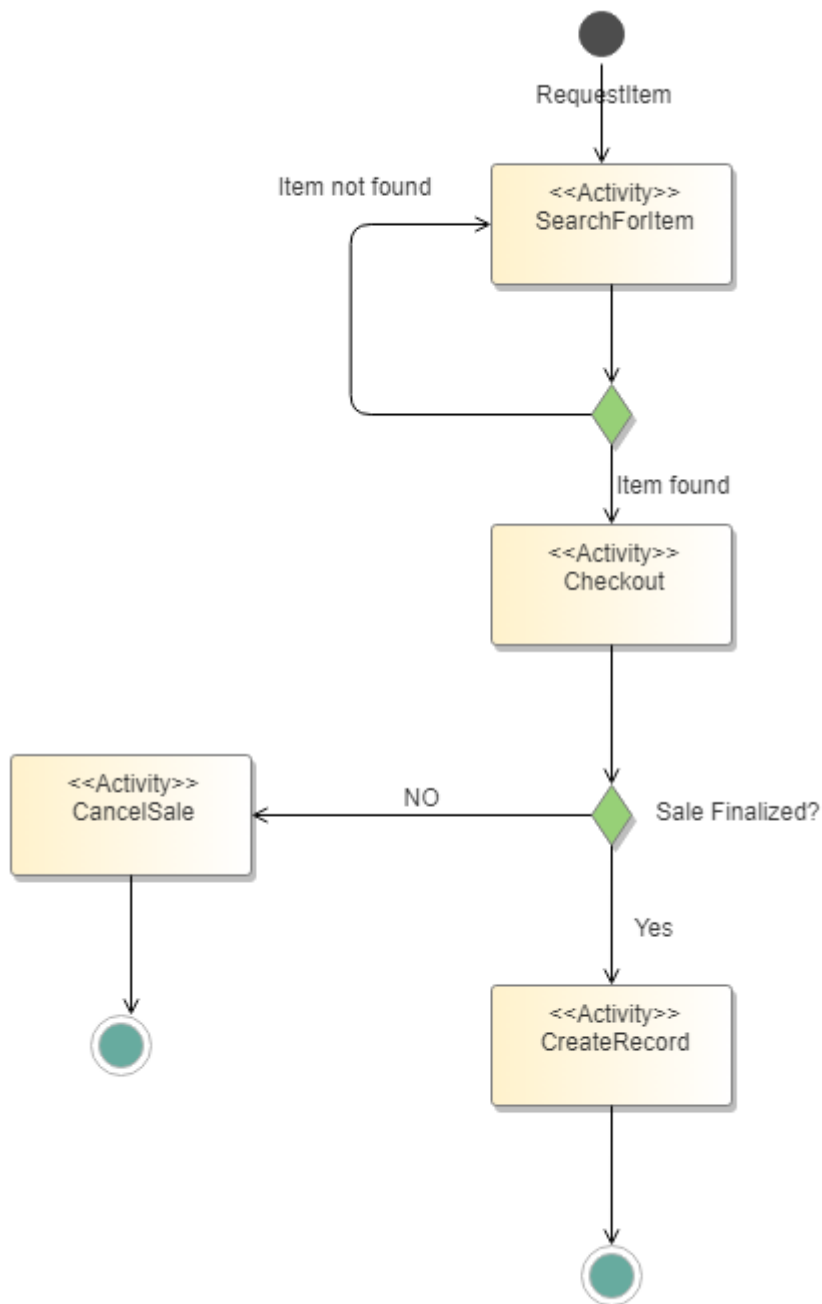 RequestItem
Item not found
<<Activity>>
SearchForItem
Item found
<<Activity>>
Checkout
<<Activity>>
CancelSale
NO
Sale Finalized?
Yes
<<Activity>>
CreateRecord